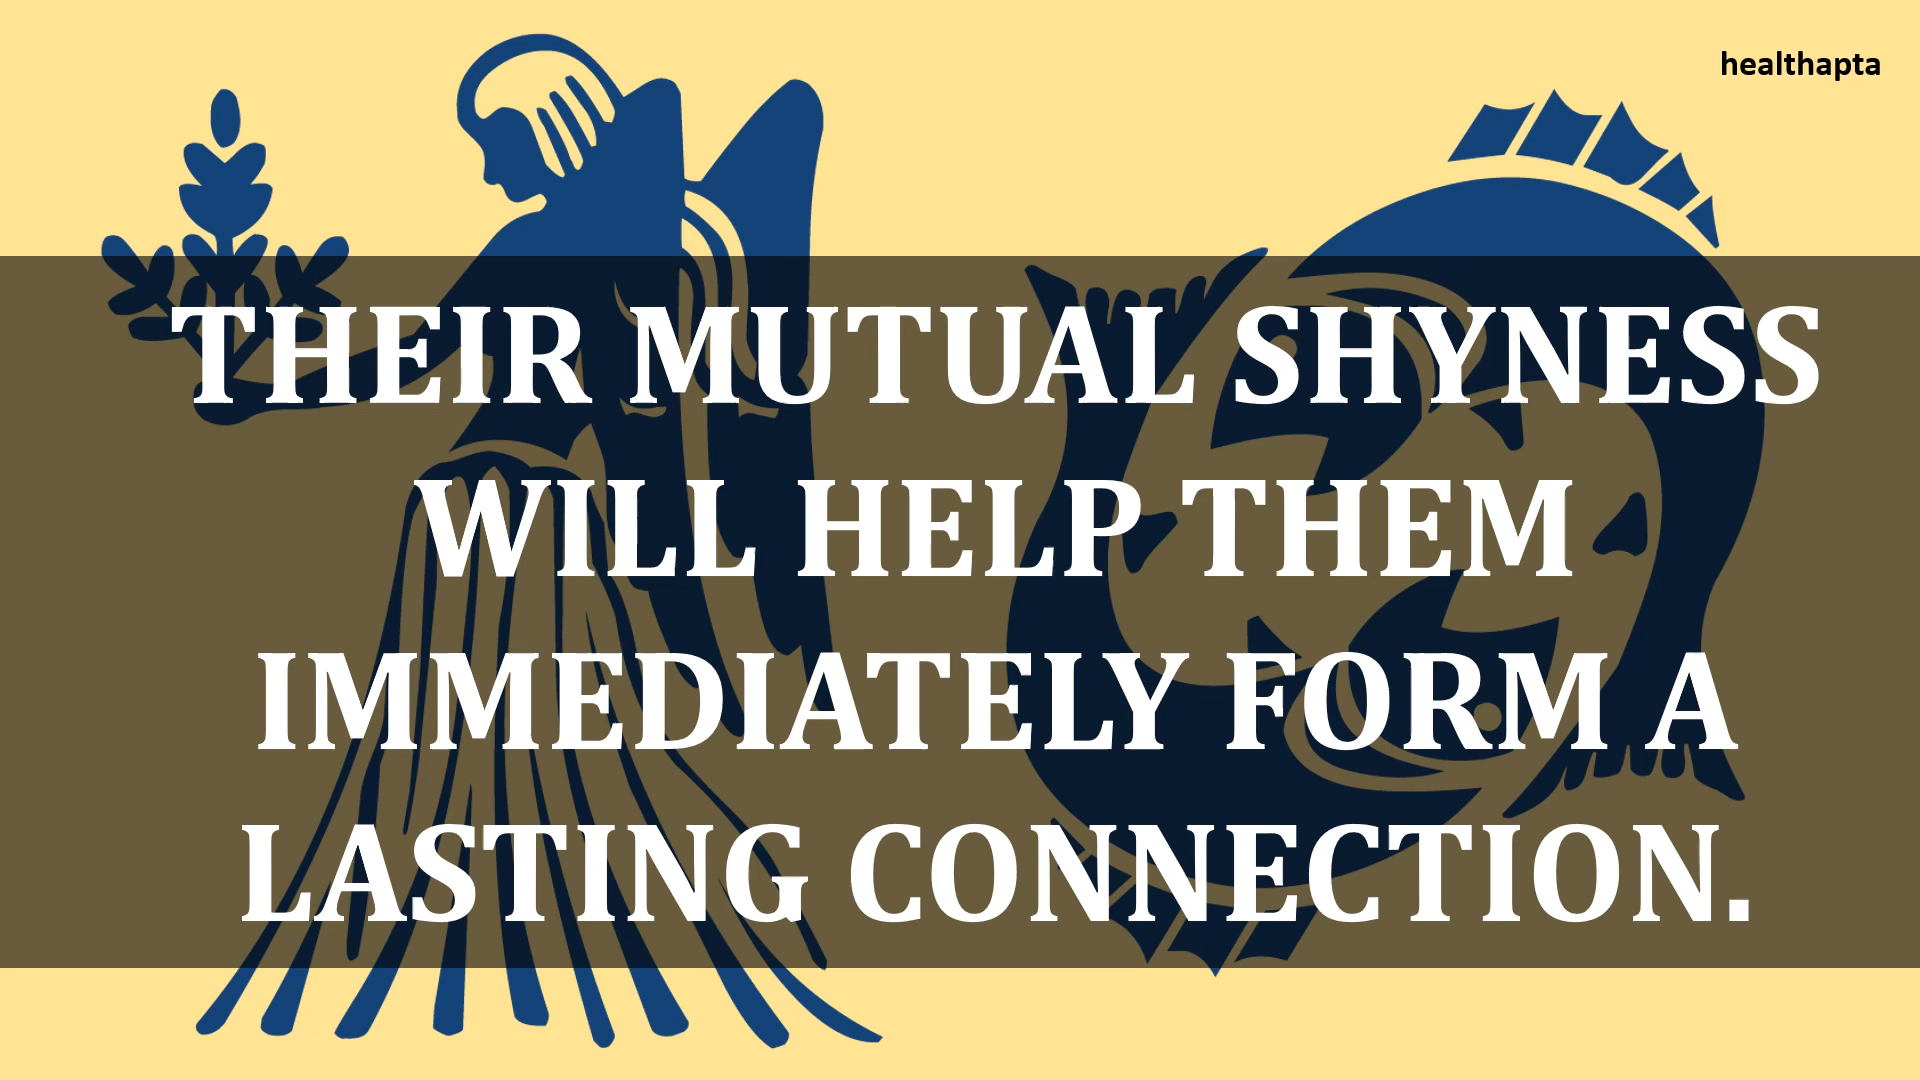 healthapta
THEIR MUTUAL SHYNESS
WILL HELP THEM
IMMEDIATELY FORM A
LASTING CONNECTION.